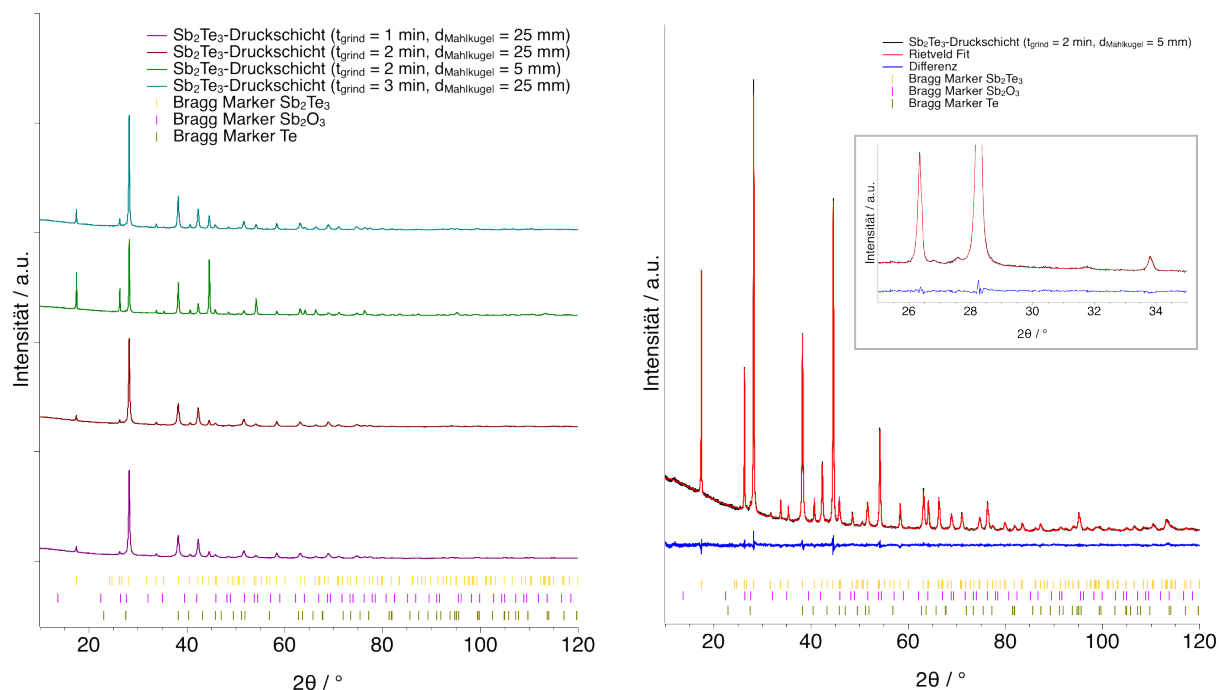 Sb₂Te₃-Druckschicht (tgrind = 1 min, dMahlkugel = 25 mm)
Sb₂Te₃-Druckschicht (tgrind = 2 min, dMahlkugel = 25 mm)
Sb₂Te₃-Druckschicht (tgrind = 2 min, dMahlkugel = 5 mm)
Sb₂Te₃-Druckschicht (tgrind = 3 min, dMahlkugel = 25 mm)
Bragg Marker Sb₂Te₃
Bragg Marker Sb₂O₃
Bragg Marker Te
Intensität / a.u.
20 40 60 80 100 120
2θ / °
Sb₂Te₃-Druckschicht (tgrind = 2 min, dMahlkugel = 5 mm)
Rietveld Fit
Differenz
Bragg Marker Sb₂Te₃
Bragg Marker Sb₂O₃
Bragg Marker Te
Intensität / a.u.
26 28 30 32 34
2θ / °
Intensität / a.u.
20 40 60 80 100 120
2θ / °